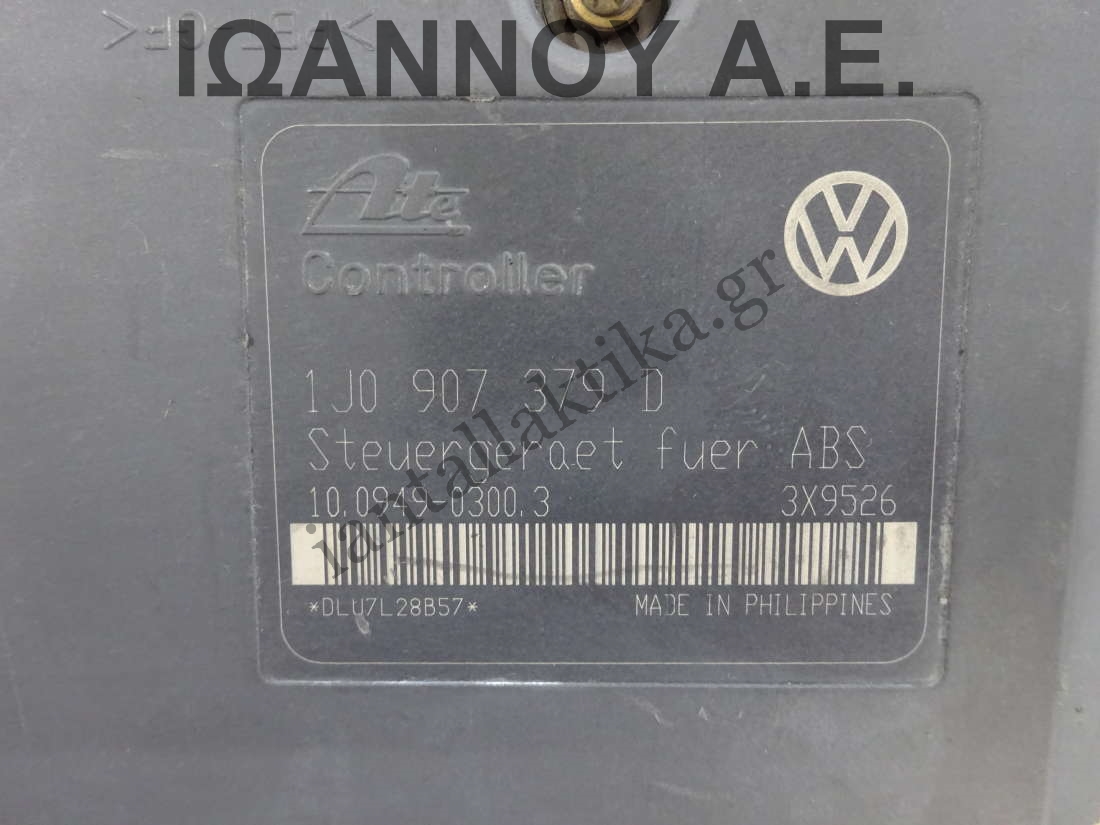 ΙΩΑΝΝΟΥ Α.Ε.
Ate
Controller
1J0 907 379 D
Steuergeraet fuer ABS
10.0949-0300.3 3X9526
*DLU7L28B57* MADE IN PHILIPPINES
iantallaktika.gr